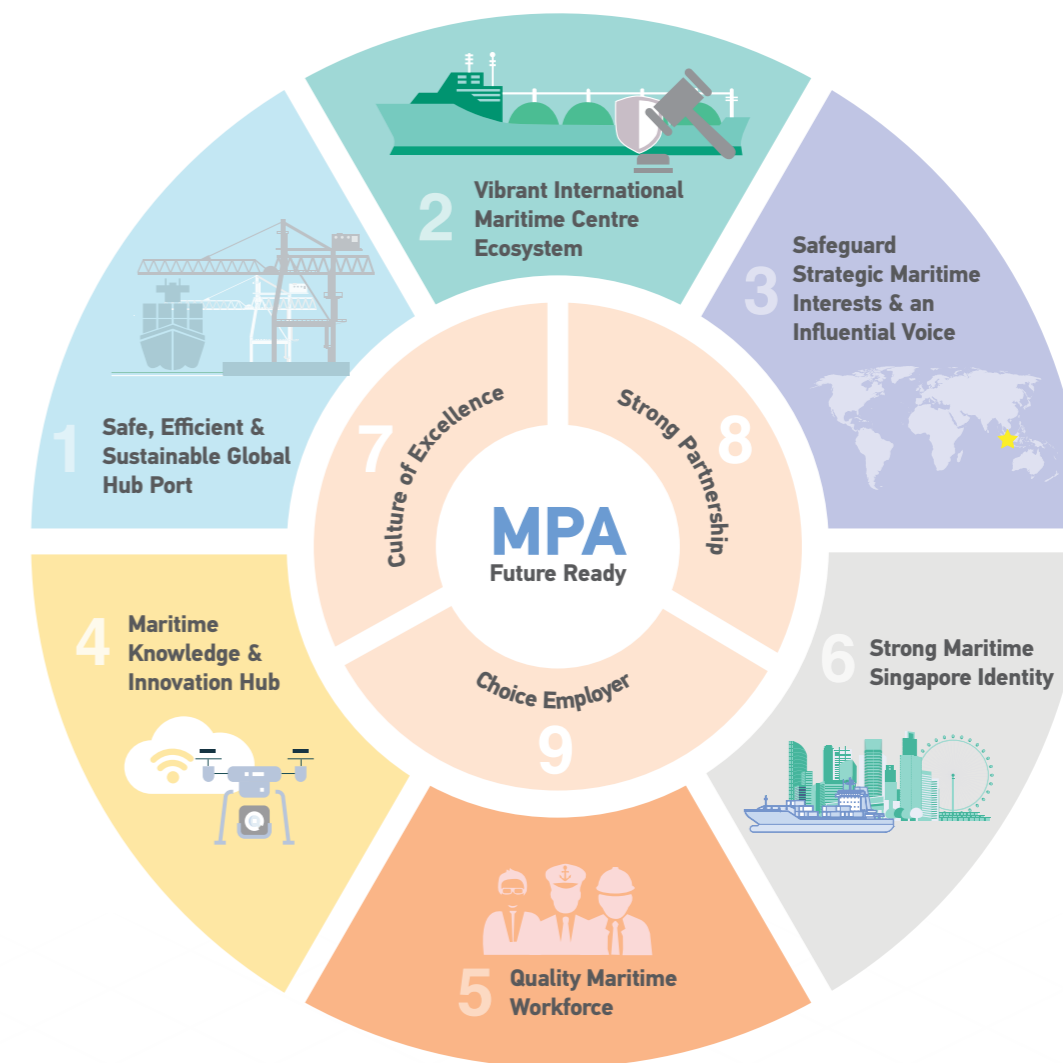 1
Safe, Efficient &
Sustainable Global
Hub Port
2
Vibrant International
Maritime Centre
Ecosystem
3
Safeguard
Strategic Maritime
Interests & an
Influential Voice
4
Maritime
Knowledge &
Innovation Hub
5
Quality Maritime
Workforce
6
Strong Maritime
Singapore Identity
7
Culture of Excellence
8
Strong Partnership
9
Choice Employer
MPA
Future Ready